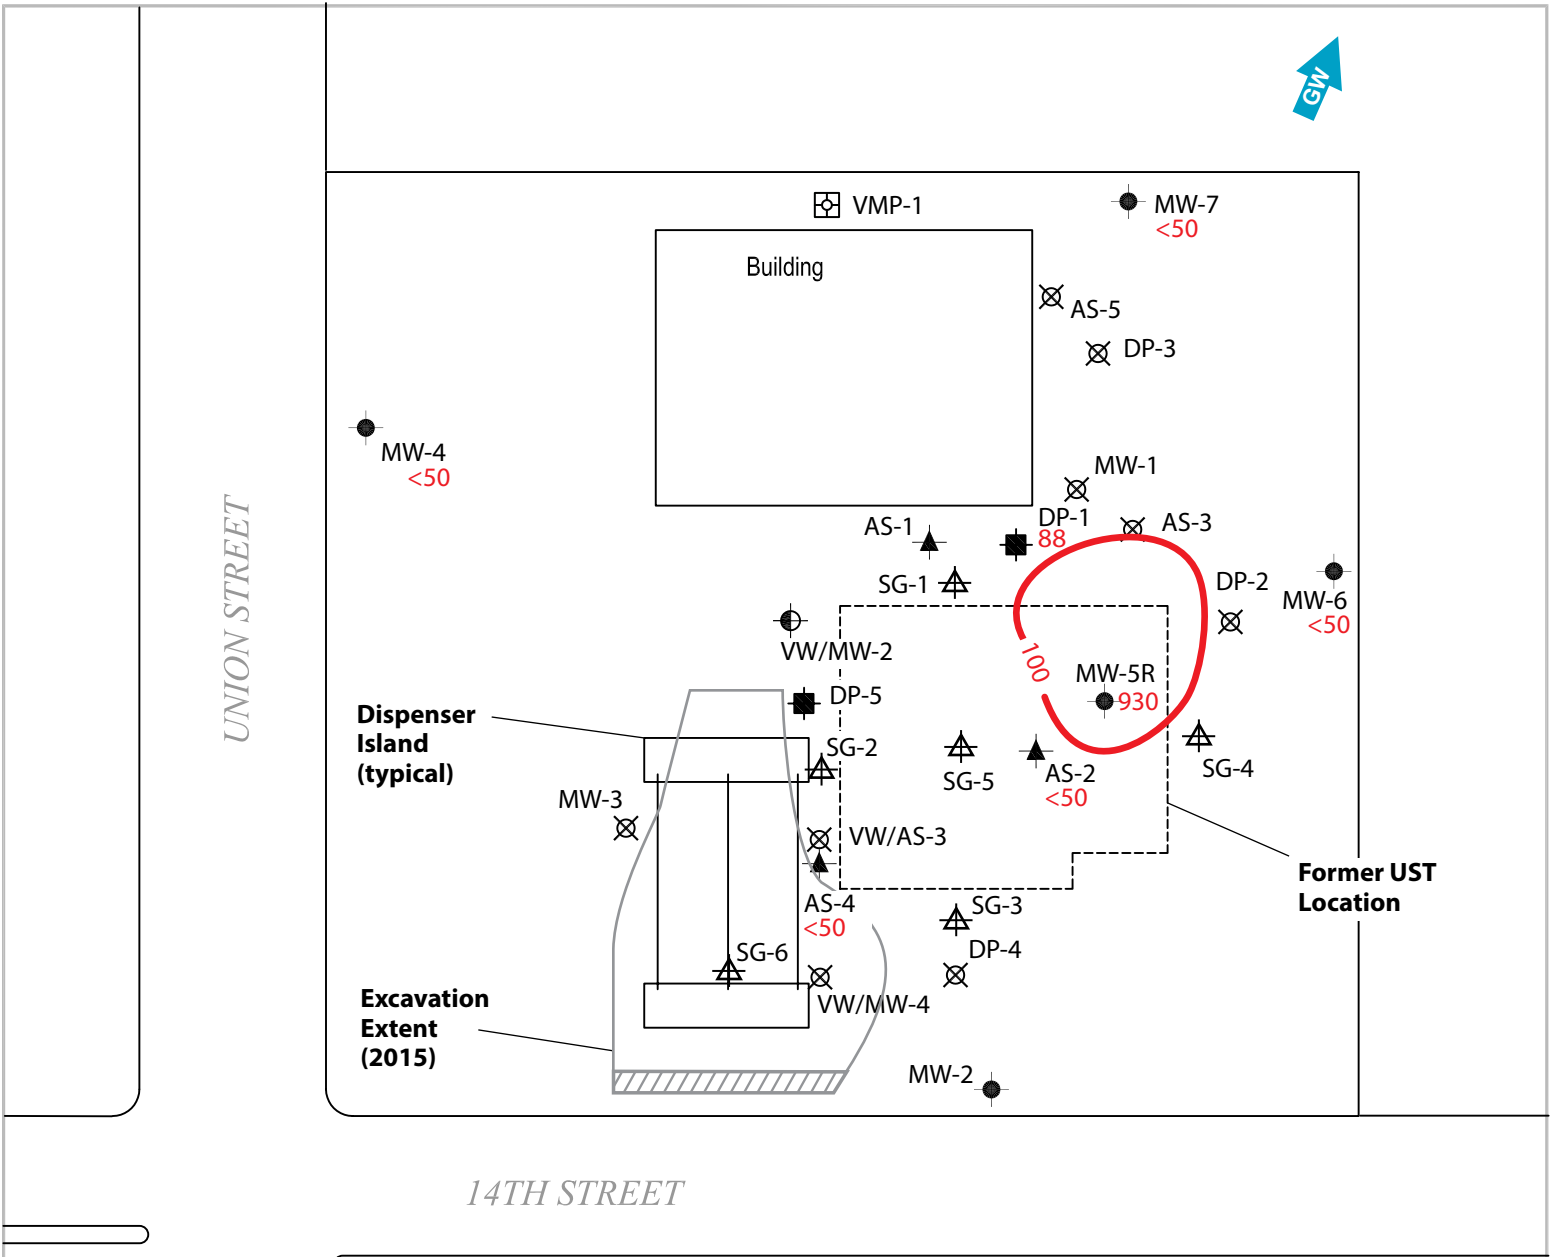 GW
VMP-1
MW-7
<50
Building
AS-5
DP-3
MW-4
<50
MW-1
DP-1
88
AS-3
AS-1
SG-1
DP-2
MW-6
<50
UNION STREET
VW/MW-2
100
MW-5R
930
DP-5
Dispenser
Island
(typical)
SG-2
SG-5
AS-2
<50
SG-4
MW-3
VW/AS-3
Former UST
Location
AS-4
<50
SG-3
SG-6
DP-4
VW/MW-4
Excavation
Extent
(2015)
MW-2
14TH STREET